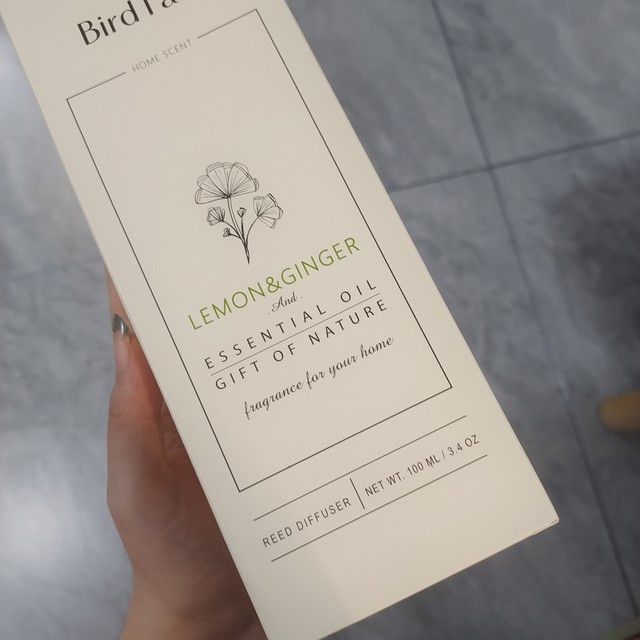 Bird
HOME SCENT
LEMON&GINGER
.And.
ESSENTIAL OIL
GIFT OF NATURE
fragrance for your home
REED DIFFUSER | NET WT. 100 ML / 3.4 OZ